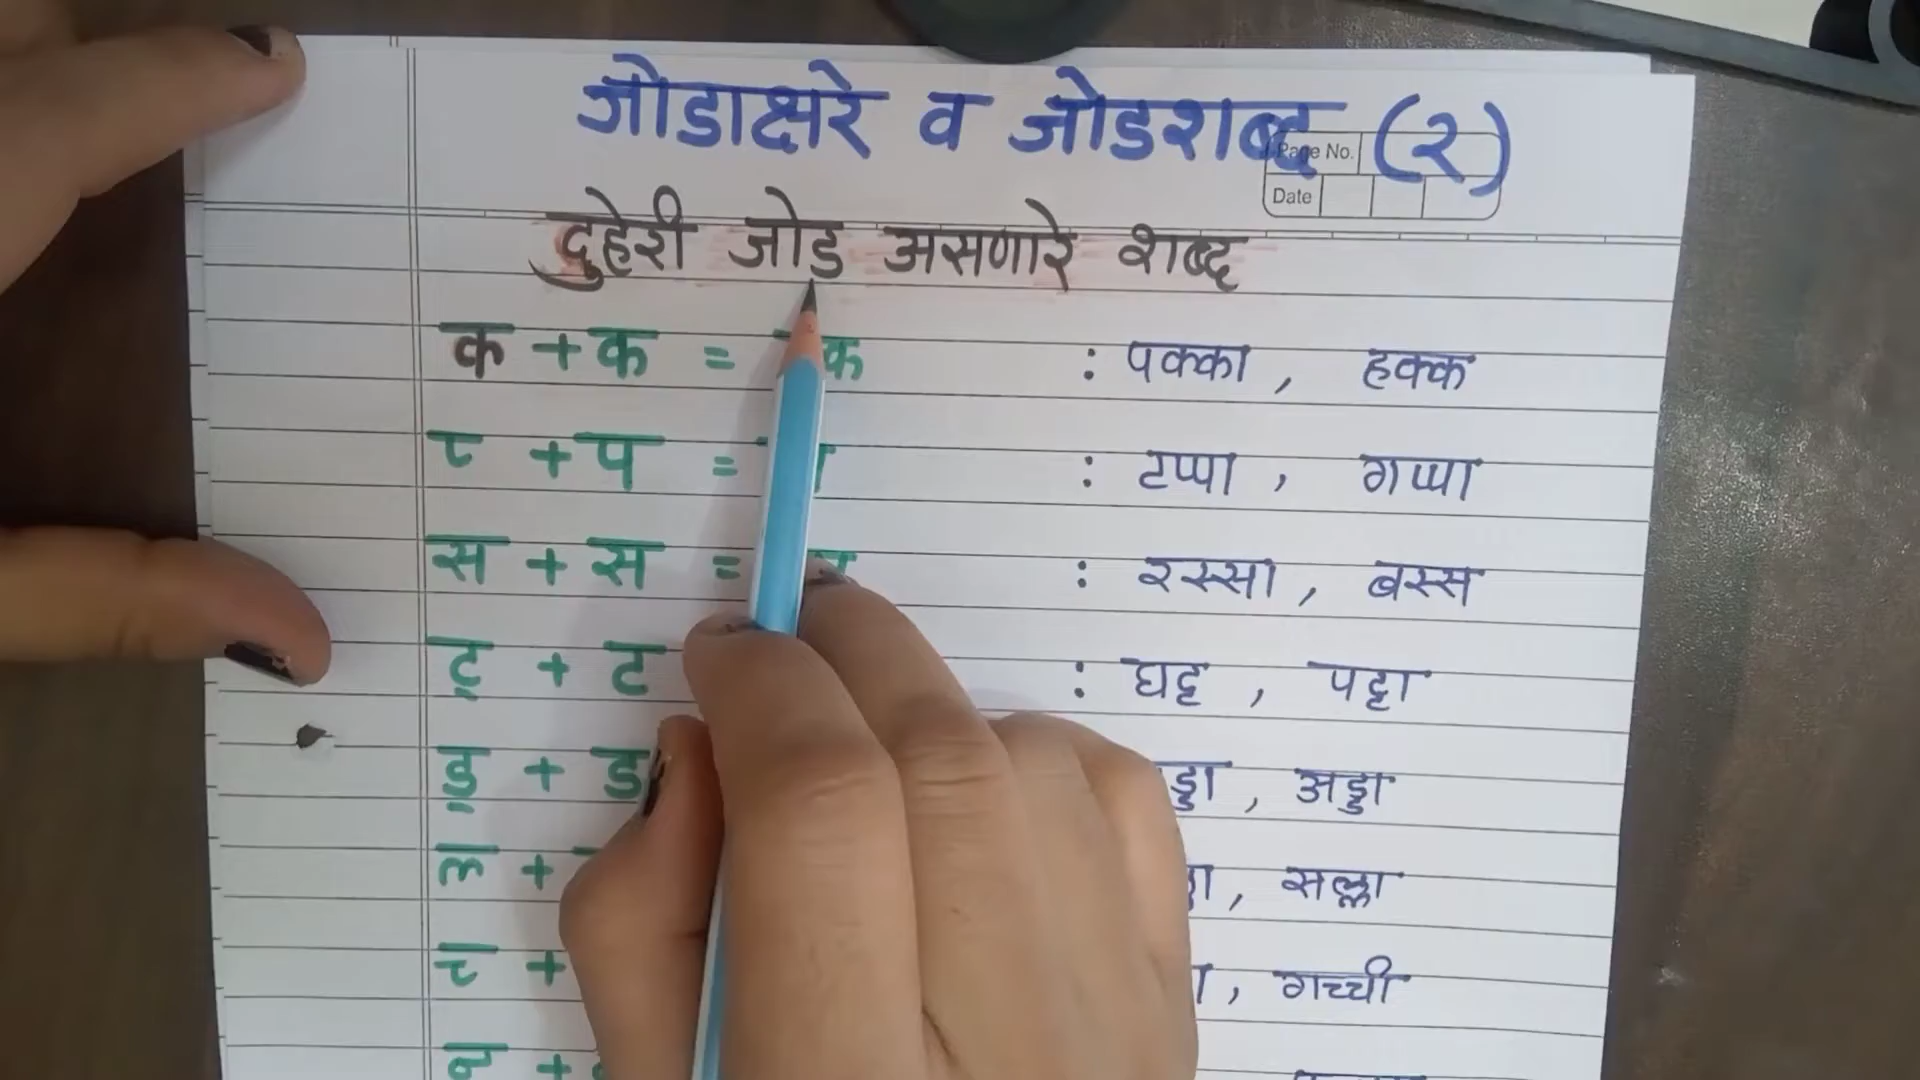 जोडाक्षरे व जोडशब्द (२)
Page No.
Date
दुहेरी जोड असणारे शब्द
क + क = : पक्का , हक्क
+ प = : टप्पा , गप्पा
स + स = : रस्सा , बस्स
ट् + ट : घट्ट , पट्टा
ड् + ड , अड्डा
ल + , सल्ला
च + , गच्ची